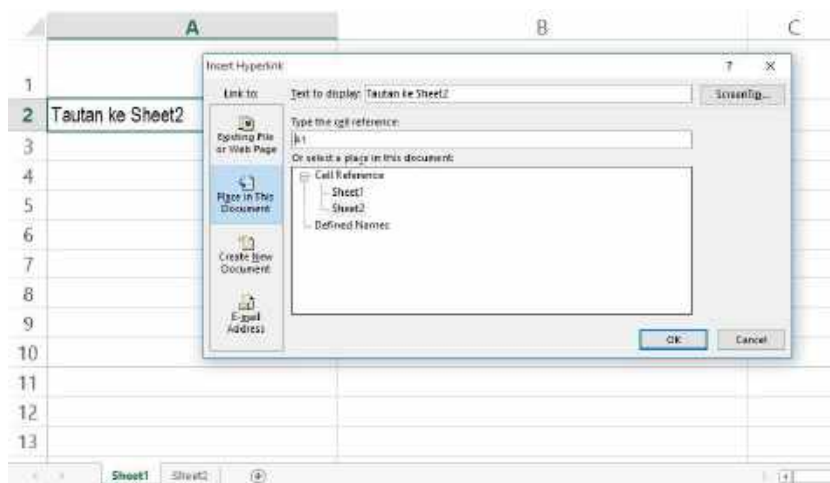 A B C
Insert Hyperlink ? ×
Link to: Text to display: Tautan ke Sheet2 ScreenTip...
Type the cell reference:
A1
Or select a place in this document:
Existing File or Web Page
Place in This Document
Create New Document
E-mail Address
Cell Reference
Sheet1
Sheet2
Defined Names
OK Cancel
1
2 Tautan ke Sheet2
3
4
5
6
7
8
9
10
11
12
13
Sheet1 Sheet2